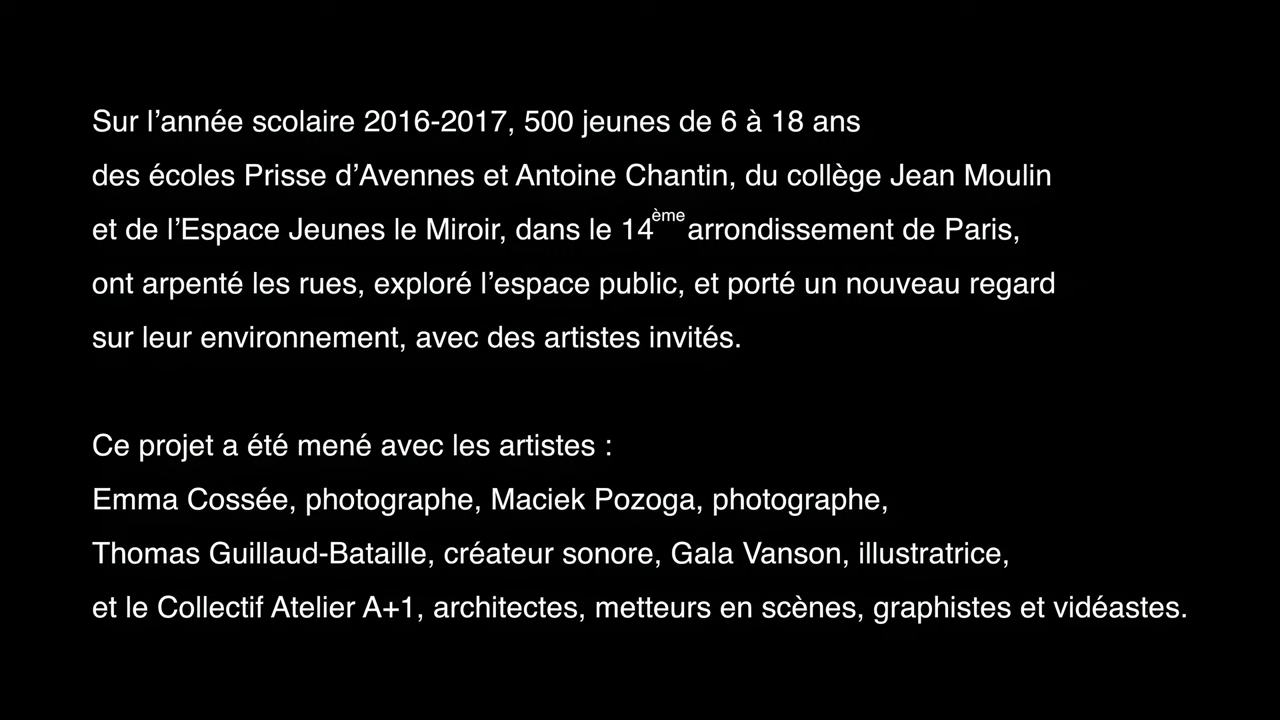 Sur l’année scolaire 2016-2017, 500 jeunes de 6 à 18 ans
des écoles Prisse d’Avennes et Antoine Chantin, du collège Jean Moulin
et de l’Espace Jeunes le Miroir, dans le 14ème arrondissement de Paris,
ont arpenté les rues, exploré l’espace public, et porté un nouveau regard
sur leur environnement, avec des artistes invités.
Ce projet a été mené avec les artistes :
Emma Cossée, photographe, Maciek Pozoga, photographe,
Thomas Guillaud-Bataille, créateur sonore, Gala Vanson, illustratrice,
et le Collectif Atelier A+1, architectes, metteurs en scènes, graphistes et vidéastes.